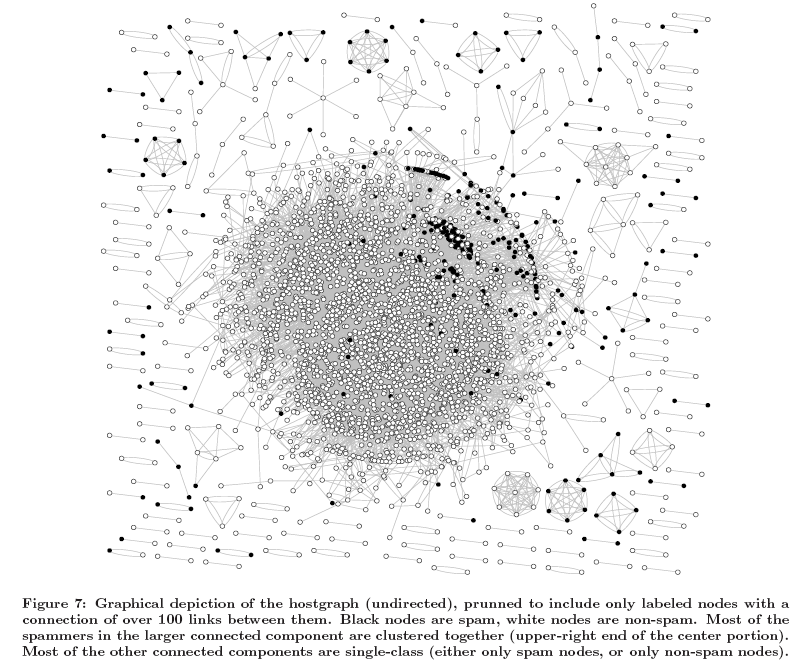 Figure 7: Graphical depiction of the hostgraph (undirected), prunned to include only labeled nodes with a
connection of over 100 links between them. Black nodes are spam, white nodes are non-spam. Most of the
spammers in the larger connected component are clustered together (upper-right end of the center portion).
Most of the other connected components are single-class (either only spam nodes, or only non-spam nodes).